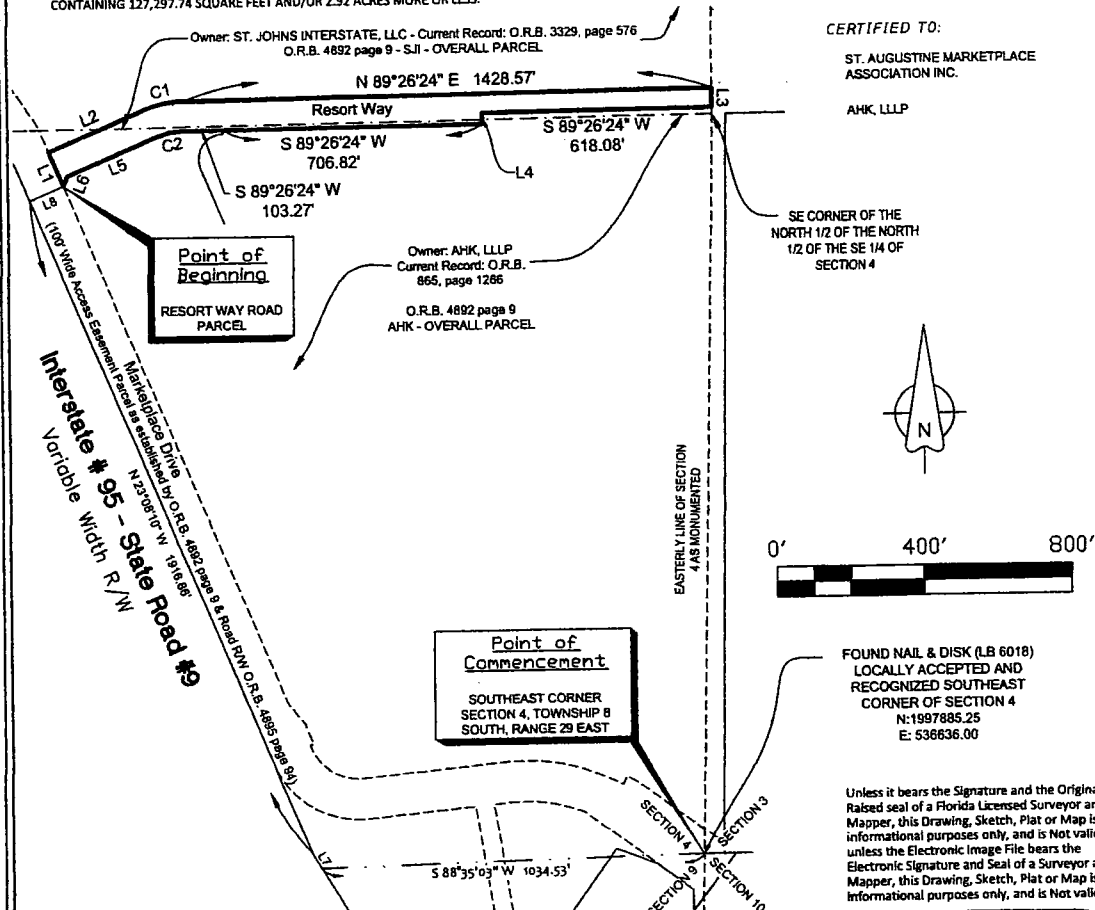 CONTAINING 127,297.74 SQUARE FEET AND/OR 2.92 ACRES MORE OR LESS.
Owner: ST. JOHNS INTERSTATE, LLC - Current Record: O.R.B. 3329, page 576
O.R.B. 4892 page 9 - SJI - OVERALL PARCEL
CERTIFIED TO:
ST. AUGUSTINE MARKETPLACE
ASSOCIATION INC.
AHK, LLLP
N 89°26'24" E 1428.57'
C1
L2
Resort Way
L3
S 89°26'24" W
618.08'
S 89°26'24" W
706.82'
C2
L5
L4
L1
L6
L8
S 89°26'24" W
103.27'
SE CORNER OF THE
NORTH 1/2 OF THE NORTH
1/2 OF THE SE 1/4 OF
SECTION 4
Point of
Beginning
RESORT WAY ROAD
PARCEL
Owner: AHK, LLLP
Current Record: O.R.B.
865, page 1266
O.R.B. 4892 page 9
AHK - OVERALL PARCEL
(100' Wide Access Easement Parcel as established by O.R.B. 4892 page 9 & Road R/W O.R.B. 4895 page 94)
Marketplace Drive
N 23°08'10" W 1916.86'
Interstate # 95 - State Road #9
Variable Width R/W
N
EASTERLY LINE OF SECTION
4 AS MONUMENTED
0' 400' 800'
Point of
Commencement
SOUTHEAST CORNER
SECTION 4, TOWNSHIP 8
SOUTH, RANGE 29 EAST
FOUND NAIL & DISK (LB 6018)
LOCALLY ACCEPTED AND
RECOGNIZED SOUTHEAST
CORNER OF SECTION 4
N:1997885.25
E: 536636.00
SECTION 4
SECTION 3
SECTION 9
SECTION 10
L7
S 88°35'03" W 1034.53'
Unless it bears the Signature and the Origina
Raised seal of a Florida Licensed Surveyor an
Mapper, this Drawing, Sketch, Plat or Map is
informational purposes only, and is Not valid
unless the Electronic Image File bears the
Electronic Signature and Seal of a Surveyor a
Mapper, this Drawing, Sketch, Plat or Map is
Informational purposes only, and is Not vali